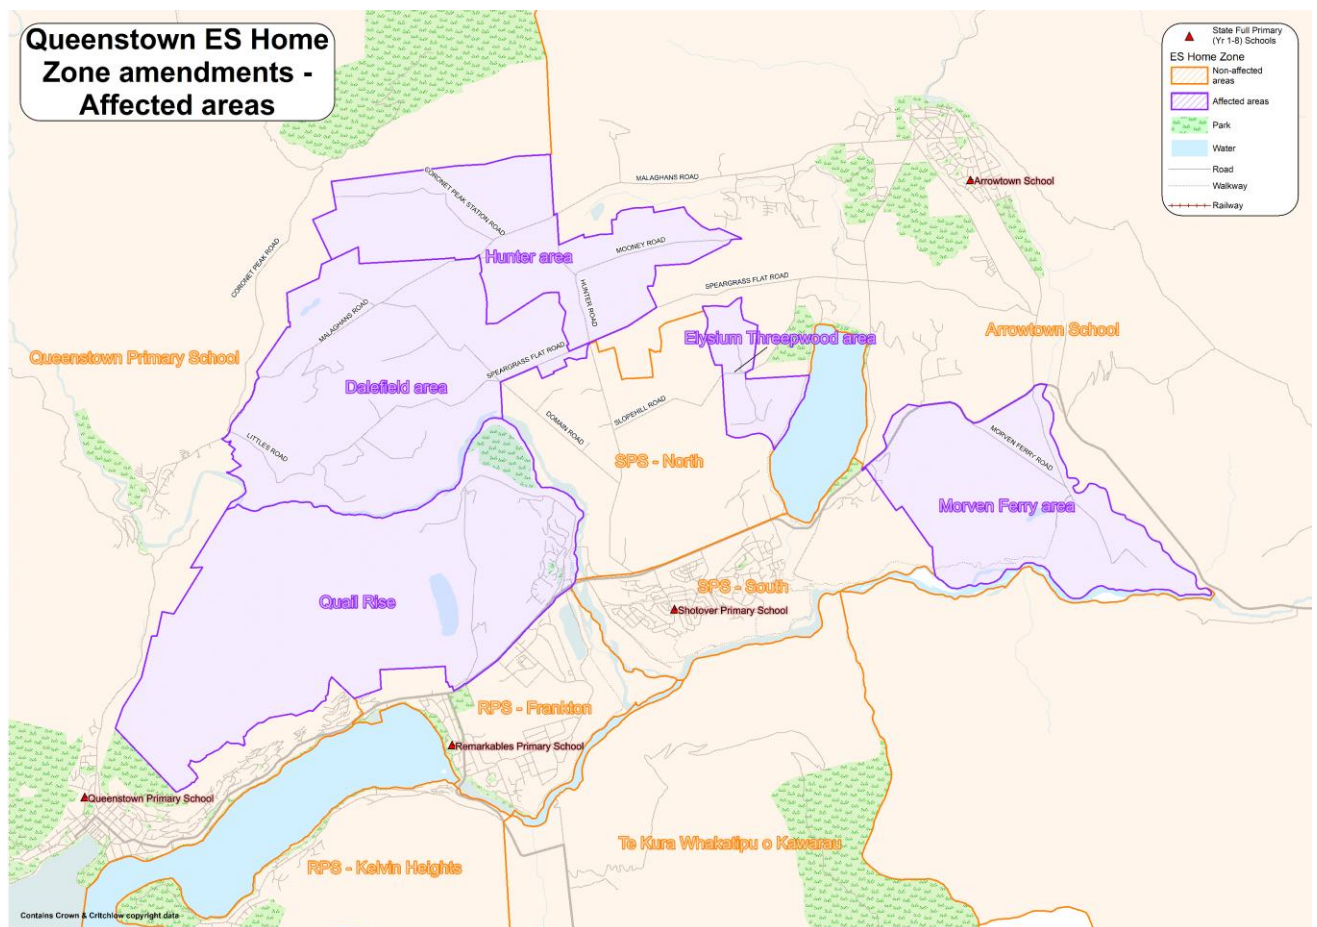 Queenstown ES Home
Zone amendments -
Affected areas
State Full Primary
(Yr 1-8) Schools
ES Home Zone
Non-affected
areas
Affected areas
Park
Water
Road
Walkway
Railway
MALAGHANS ROAD
Arrowtown School
CORONET PEAK STATION ROAD
CORONET PEAK ROAD
Hunter area
MOONEY ROAD
HUNTER ROAD
SPEARGRASS FLAT ROAD
MALAGHANS ROAD
Elysium Threepwood area
Arrowtown School
Queenstown Primary School
SPEARGRASS FLAT ROAD
Dalefield area
SLOPEHILL ROAD
DOMAIN ROAD
LITTLES ROAD
MORVEN FERRY ROAD
SPS - North
Morven Ferry area
SPS - South
Quail Rise
Shotover Primary School
RPS - Frankton
Remarkables Primary School
Queenstown Primary School
Te Kura Whakatipu o Kawarau
RPS - Kelvin Heights
Contains Crown & Critchlow copyright data